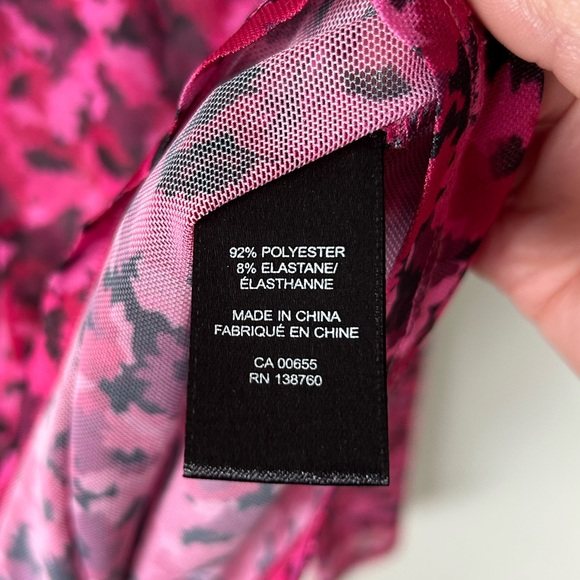 92% POLYESTER
8% ELASTANE/
ÉLASTHANNE
MADE IN CHINA
FABRIQUÉ EN CHINE
CA 00655
RN 138760